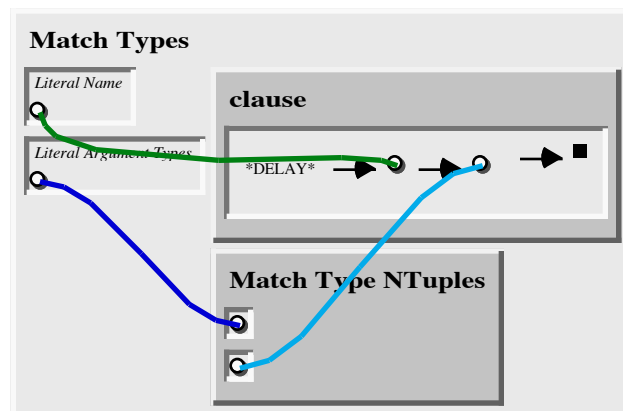 Match Types
Literal Name
clause
Literal Argument Types
*DELAY*
Match Type NTuples